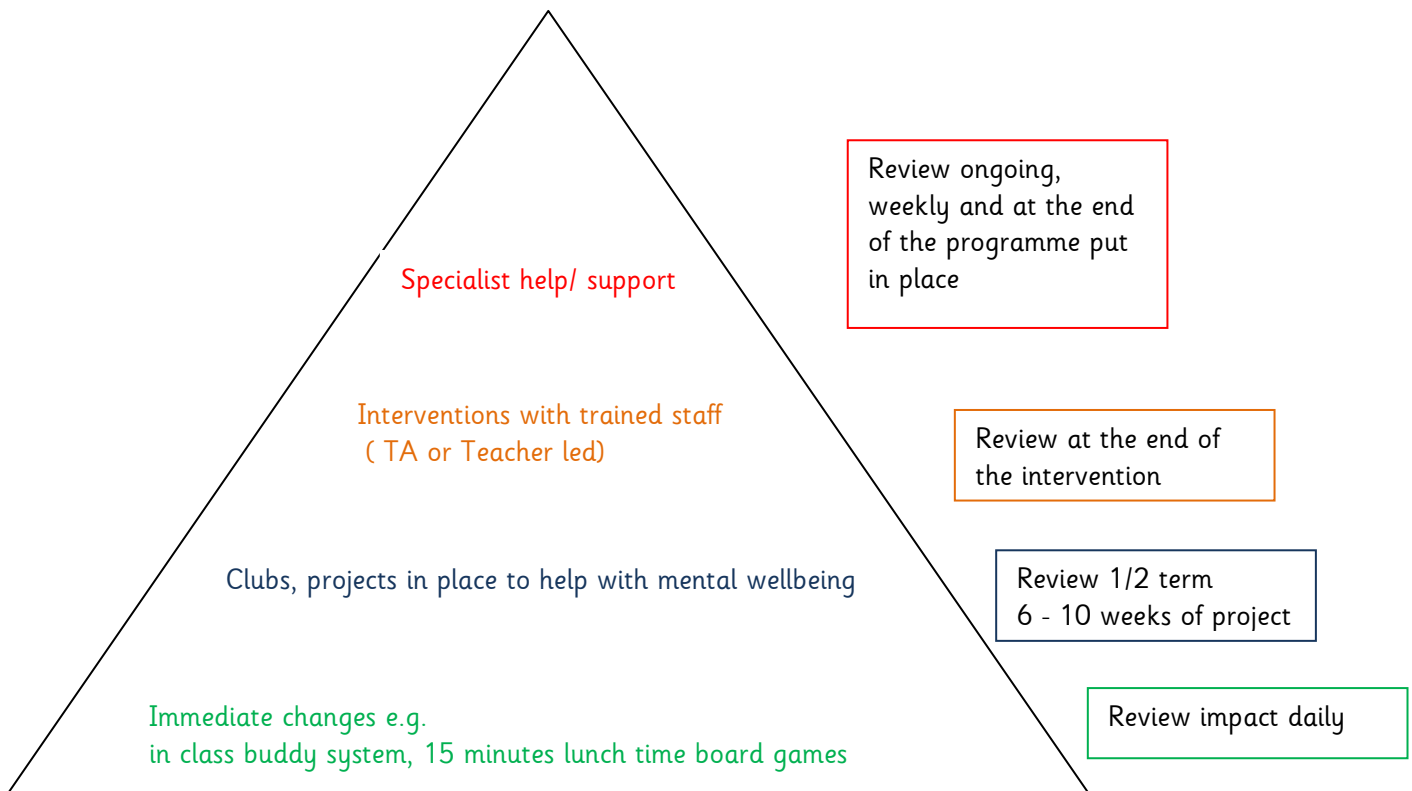 Review ongoing,
weekly and at the end
of the programme put
in place
Specialist help/ support
Interventions with trained staff
( TA or Teacher led)
Review at the end of
the intervention
Clubs, projects in place to help with mental wellbeing
Review 1/2 term
6 - 10 weeks of project
Immediate changes e.g.
in class buddy system, 15 minutes lunch time board games
Review impact daily